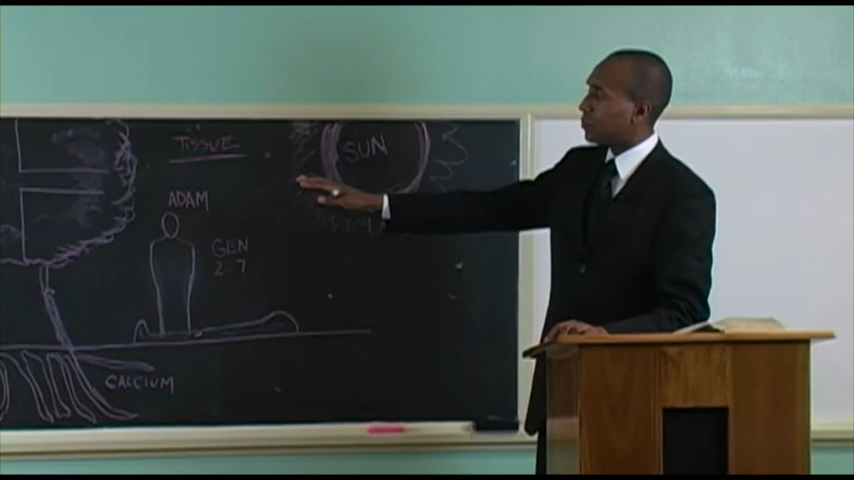 TISSUE
SUN
ADAM
GEN
2:7
CALCIUM